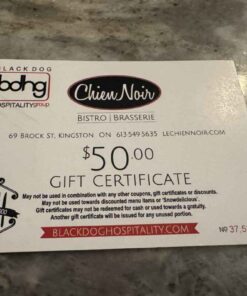 BLACK DOG
bdhg
HOSPITALITYgroup
Chien Noir
BISTRO | BRASSERIE
69 BROCK ST, KINGSTON ON 613.549.5635 LECHIENNOIR.COM
$50.00
GIFT CERTIFICATE
May not be used in combination with any other coupons, gift certificates or discounts.
May not be used towards discounted menu items or 'Snowdelicious'.
Gift certificates may not be redeemed for cash or used towards a gratuity.
Another gift certificate will be issued for any unused portion.
BLACKDOGHOSPITALITY.COM
Nº 37,5